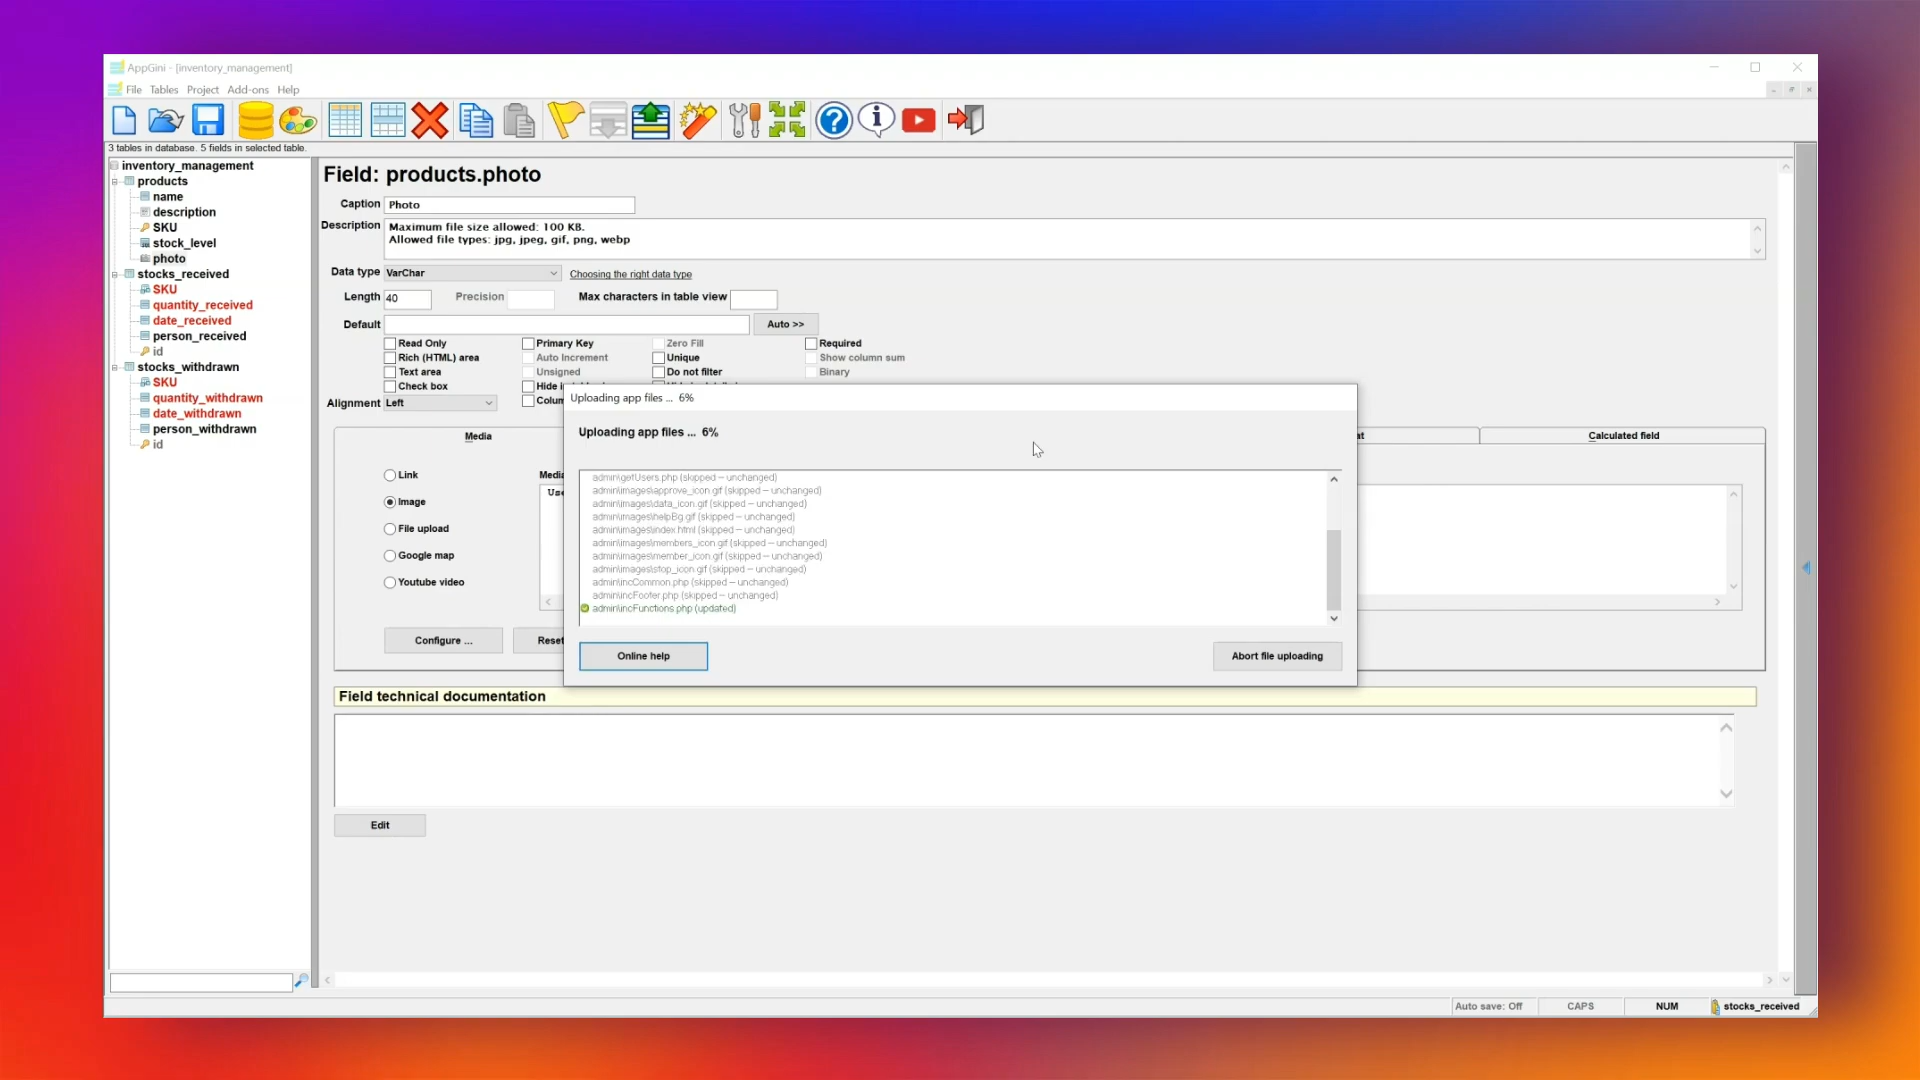 AppGini - [inventory_management]
File Tables Project Add-ons Help
3 tables in database. 5 fields in selected table.
inventory_management
products
name
description
SKU
stock_level
photo
stocks_received
SKU
quantity_received
date_received
person_received
id
stocks_withdrawn
SKU
quantity_withdrawn
date_withdrawn
person_withdrawn
id
Field: products.photo
Caption Photo
Description Maximum file size allowed: 100 KB.
Allowed file types: jpg, jpeg, gif, png, webp
Data type VarChar Choosing the right data type
Length 40 Precision Max characters in table view
Default Auto >>
Read Only Primary Key Zero Fill Required
Rich (HTML) area Auto Increment Unique Show column sum
Text area Unsigned Do not filter Binary
Check box Hide
Alignment Left
Media Calculated field
Link
Image
File upload
Google map
Youtube video
Configure ... Reset
Uploading app files ... 6%
Uploading app files ... 6%
admin\getUsers.php (skipped – unchanged)
admin\images\approve_icon.gif (skipped – unchanged)
admin\images\data_icon.gif (skipped – unchanged)
admin\images\helpBg.gif (skipped – unchanged)
admin\images\index.html (skipped – unchanged)
admin\images\members_icon.gif (skipped – unchanged)
admin\images\member_icon.gif (skipped – unchanged)
admin\images\stop_icon.gif (skipped – unchanged)
admin\incCommon.php (skipped – unchanged)
admin\incFooter.php (skipped – unchanged)
admin\incFunctions.php (updated)
Online help Abort file uploading
Field technical documentation
Edit
Auto save: Off CAPS NUM stocks_received